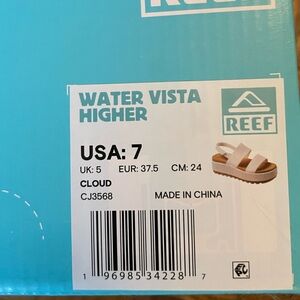 REEF
WATER VISTA
HIGHER
REEF
USA: 7
UK: 5 EUR: 37.5 CM: 24
CLOUD
CJ3568
MADE IN CHINA
1 96985 34228 7